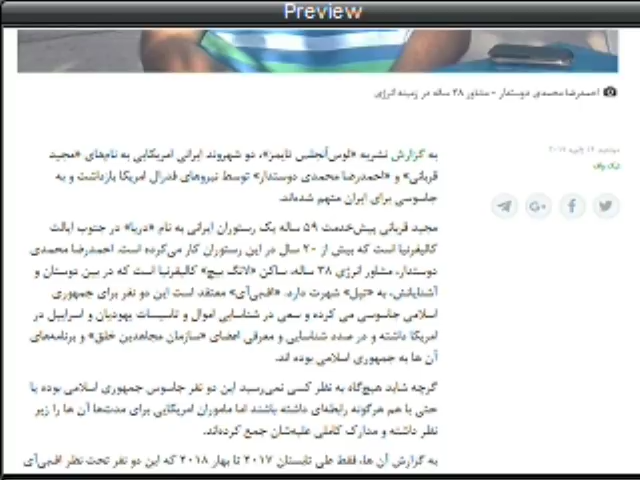 Preview
احمدرضا محمدی دوستدار - مشاور ۳۸ ساله در زمینه انرژی
به گزارش نشریه «لوس‌آنجلس تایمز»، دو شهروند ایرانی امریکایی به نام‌های «مجید
قربانی» و «احمدرضا محمدی دوستدار» توسط نیروهای فدرال امریکا بازداشت و به
جاسوسی برای ایران متهم شده‌اند.
مجید قربانی پیش‌خدمت ۵۹ ساله یک رستوران ایرانی به نام «دریا» در جنوب ایالت
کالیفرنیا است که بیش از ۲۰ سال در این رستوران کار می‌کرده است. احمدرضا محمدی
دوستدار، مشاور انرژی ۳۸ ساله، ساکن «لانگ بیچ» کالیفرنیا است که در بین دوستان و
آشنایانش، به «تپل» شهرت دارد. «اف‌بی‌آی» معتقد است این دو نفر برای جمهوری
اسلامی جاسوسی می کرده و سعی در شناسایی اموال و تاسیسات یهودیان و اسراییل در
امریکا داشته و در صدد شناسایی و معرفی اعضای «سازمان مجاهدین خلق» و برنامه‌های
آن ها به جمهوری اسلامی بوده اند.
گرچه شاید هیچ‌گاه به نظر کسی نمی‌رسید این دو نفر جاسوس جمهوری اسلامی بوده یا
حتی با هم هرگونه رابطه‌ای داشته باشند اما ماموران امریکایی برای مدت‌ها آن ها را زیر
نظر داشته و مدارک کاملی علیه‌شان جمع کرده‌اند.
به گزارش آن ها، فقط طی تابستان ۲۰۱۷ تا بهار ۲۰۱۸ که این دو نفر تحت نظر اف‌بی‌آی